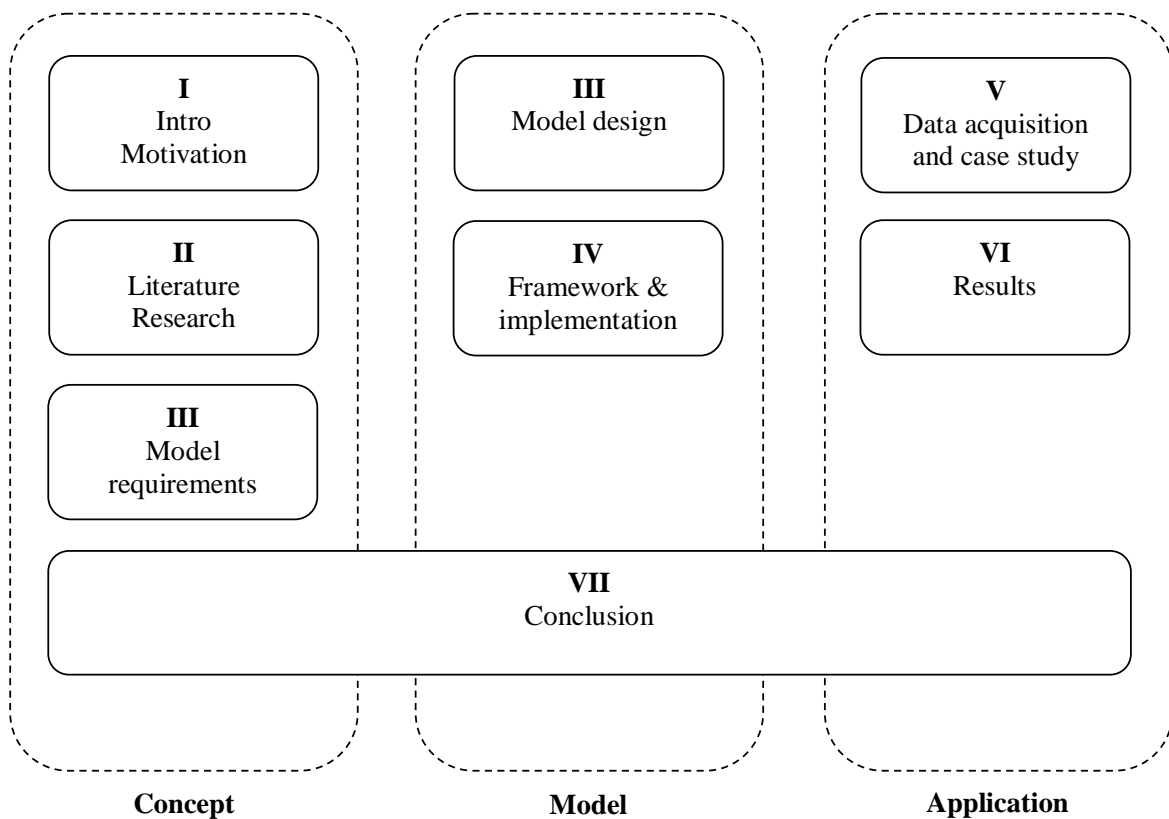 I
Intro
Motivation
II
Literature
Research
III
Model
requirements
III
Model design
IV
Framework &
implementation
V
Data acquisition
and case study
VI
Results
VII
Conclusion
Concept
Model
Application